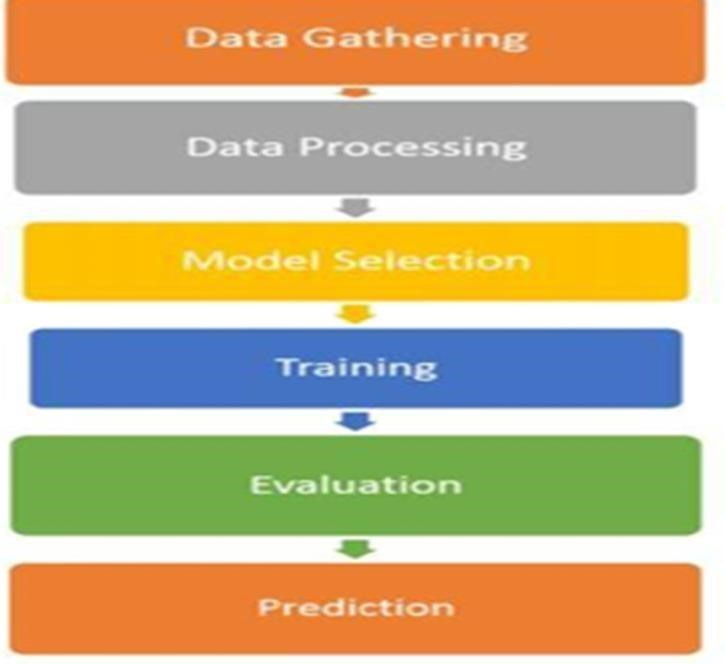 Data Gathering
Data Processing
Model Selection
Training
Evaluation
Prediction